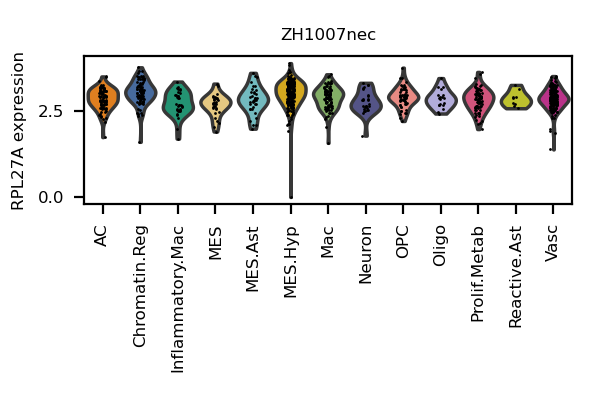 ZH1007nec
RPL27A expression
2.5
0.0
AC
Chromatin.Reg
Inflammatory.Mac
MES
MES.Ast
MES.Hyp
Mac
Neuron
OPC
Oligo
Prolif.Metab
Reactive.Ast
Vasc